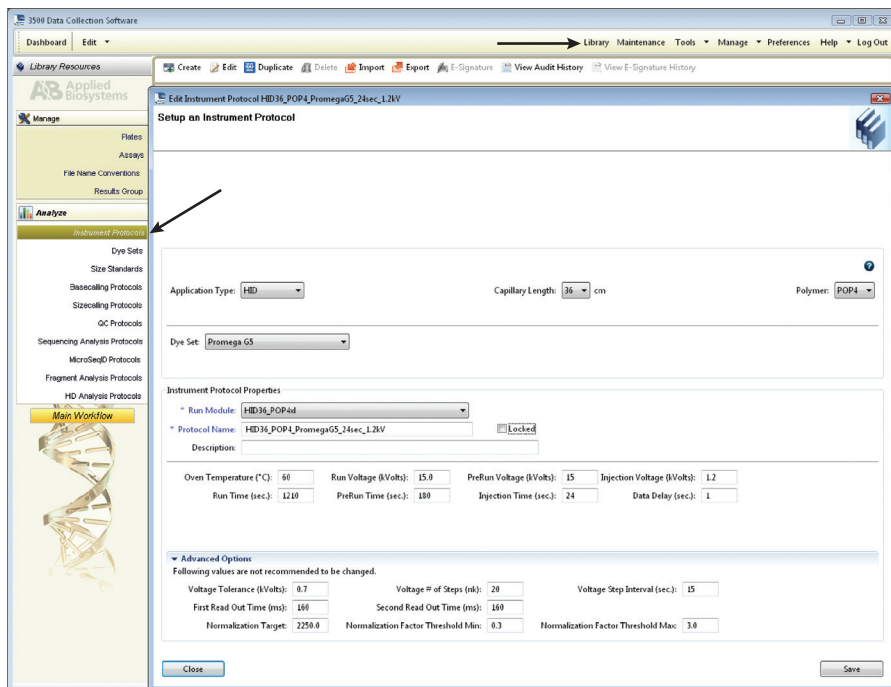 3500 Data Collection Software
Dashboard Edit Library Maintenance Tools Manage Preferences Help Log Out
Library Resources Create Edit Duplicate Delete Import Export E-Signature View Audit History View E-Signature History
AB Applied Biosystems
Edit Instrument Protocol HID36_POP4_PromegaG5_24sec_1.2kV
Setup an Instrument Protocol
Manage
Plates
Assays
File Name Conventions
Results Group
Analyze
Instrument Protocols
Dye Sets
Size Standards
Basecalling Protocols
Sizecalling Protocols
QC Protocols
Sequencing Analysis Protocols
MicroSeqID Protocols
Fragment Analysis Protocols
HID Analysis Protocols
Main Workflow
Application Type: HID Capillary Length: 36 cm Polymer: POP4
Dye Set: Promega G5
Instrument Protocol Properties
* Run Module: HID36_POP4xl
* Protocol Name: HID36_POP4_PromegaG5_24sec_1.2kV Locked
Description:
Oven Temperature (°C): 60 Run Voltage (kVolts): 15.0 PreRun Voltage (kVolts): 15 Injection Voltage (kVolts): 1.2
Run Time (sec.): 1210 PreRun Time (sec.): 180 Injection Time (sec.): 24 Data Delay (sec.): 1
Advanced Options
Following values are not recommended to be changed.
Voltage Tolerance (kVolts): 0.7 Voltage # of Steps (nk): 20 Voltage Step Interval (sec.): 15
First Read Out Time (ms): 160 Second Read Out Time (ms): 160
Normalization Target: 2250.0 Normalization Factor Threshold Min: 0.3 Normalization Factor Threshold Max: 3.0
Close Save